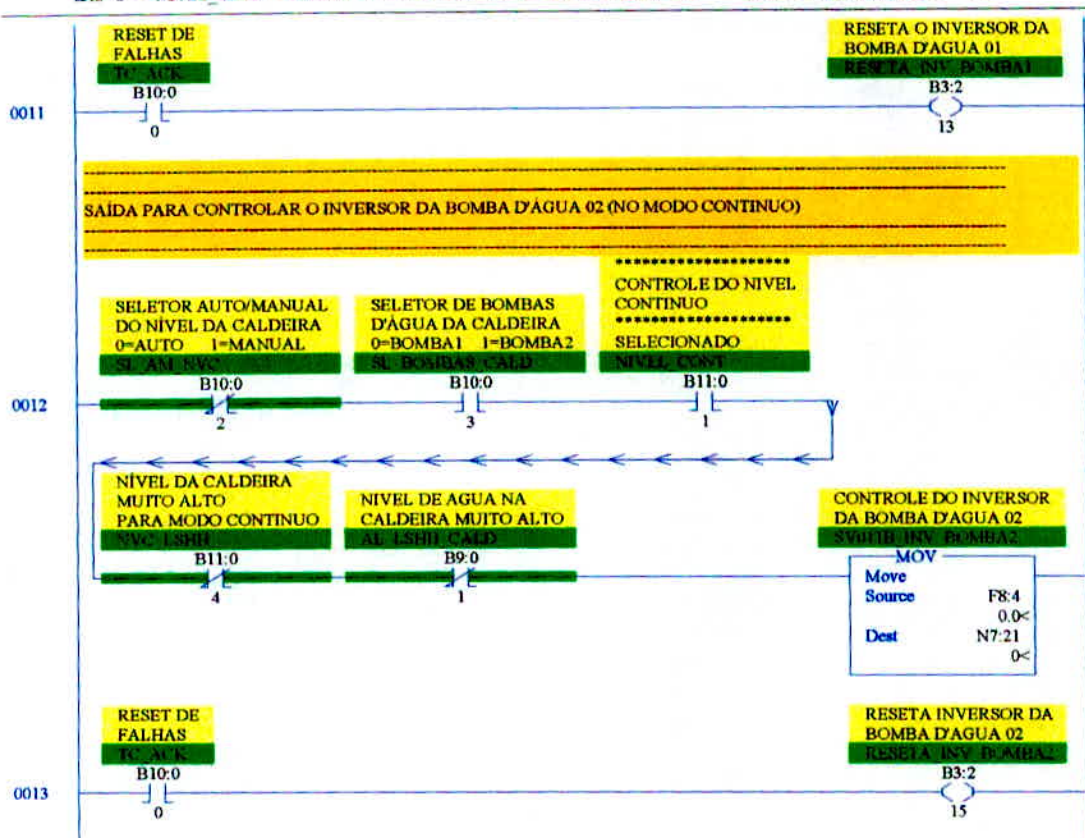 RESET DE
FALHAS
TC_ACK
B10:0
0
RESETA O INVERSOR DA
BOMBA D'AGUA 01
RESETA_INV_BOMBA1
B3:2
13
0011
SAÍDA PARA CONTROLAR O INVERSOR DA BOMBA D'ÁGUA 02 (NO MODO CONTINUO)
SELETOR AUTO/MANUAL
DO NÍVEL DA CALDEIRA
0=AUTO 1=MANUAL
SL_AM_NVC
B10:0
2
SELETOR DE BOMBAS
D'ÁGUA DA CALDEIRA
0=BOMBA1 1=BOMBA2
SL_BOMBAS_CALD
B10:0
3
********************
CONTROLE DO NIVEL
CONTINUO
********************
SELECIONADO
NIVEL_CONT
B11:0
1
0012
NÍVEL DA CALDEIRA
MUITO ALTO
PARA MODO CONTINUO
NVC_LSHH
B11:0
4
NIVEL DE AGUA NA
CALDEIRA MUITO ALTO
AL_LSHH_CALD
B9:0
1
CONTROLE DO INVERSOR
DA BOMBA D'AGUA 02
MOV
Move
Source F8:4
0.0<
Dest N7:21
0<
RESET DE
FALHAS
TC_ACK
B10:0
0
RESETA INVERSOR DA
BOMBA D'AGUA 02
RESETA_INV_BOMBA2
B3:2
15
0013